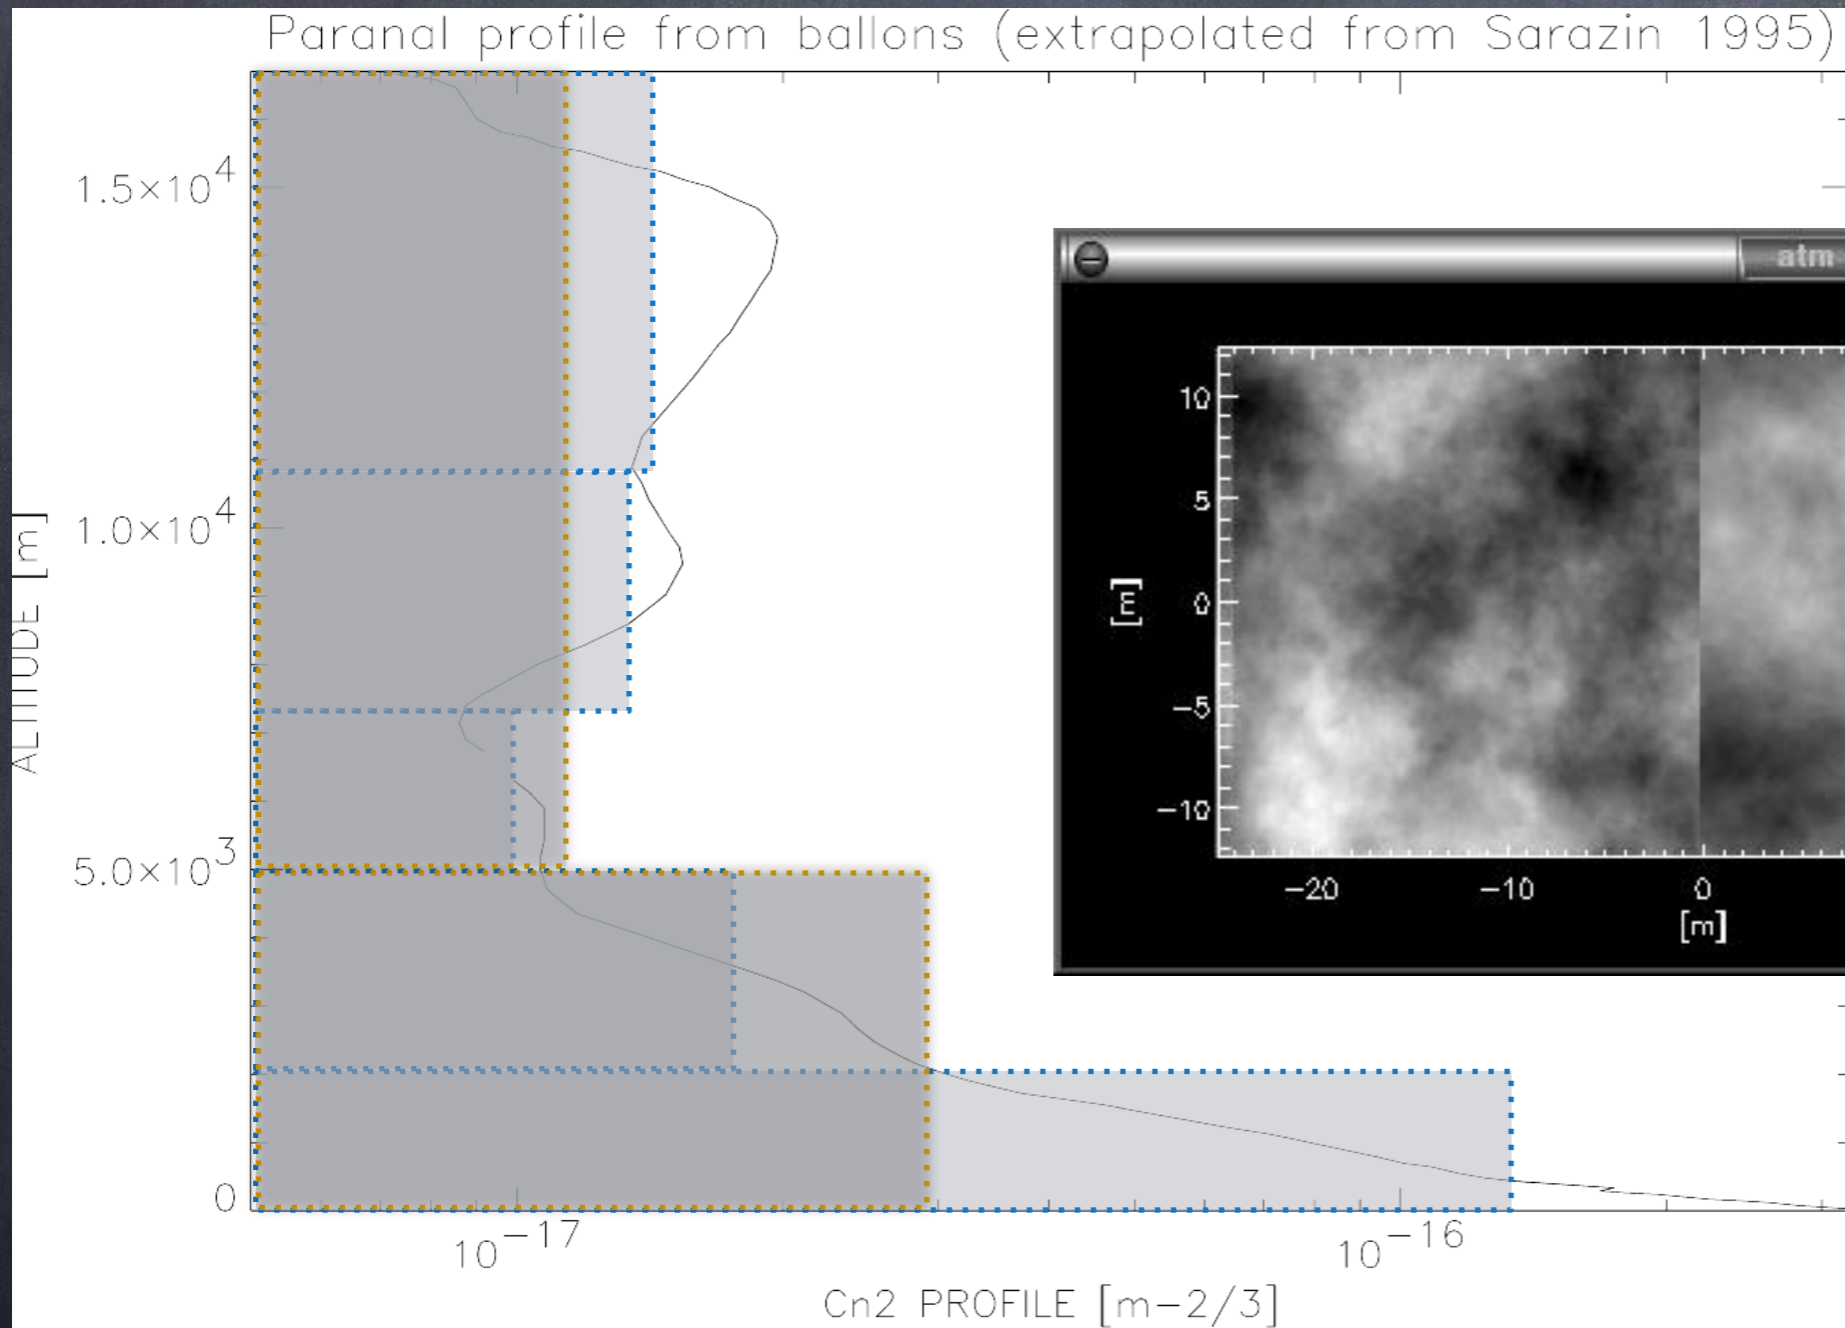 Paranal profile from ballons (extrapolated from Sarazin 1995)
1.5×10^4
1.0×10^4
5.0×10^3
0
ALTITUDE [m]
10^-17
10^-16
Cn2 PROFILE [m-2/3]
atm
10
5
0
-5
-10
[m]
-20
-10
0
[m]